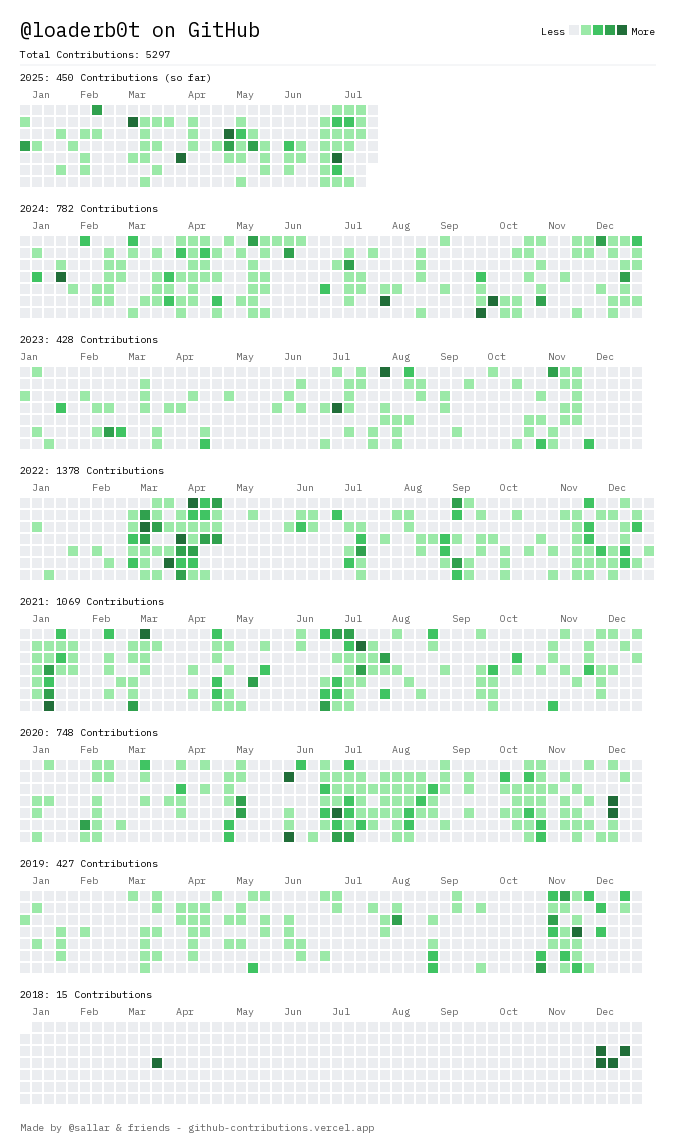 @loaderb0t on GitHub
Less More
Total Contributions: 5297
2025: 450 Contributions (so far)
Jan Feb Mar Apr May Jun Jul
2024: 782 Contributions
Jan Feb Mar Apr May Jun Jul Aug Sep Oct Nov Dec
2023: 428 Contributions
Jan Feb Mar Apr May Jun Jul Aug Sep Oct Nov Dec
2022: 1378 Contributions
Jan Feb Mar Apr May Jun Jul Aug Sep Oct Nov Dec
2021: 1069 Contributions
Jan Feb Mar Apr May Jun Jul Aug Sep Oct Nov Dec
2020: 748 Contributions
Jan Feb Mar Apr May Jun Jul Aug Sep Oct Nov Dec
2019: 427 Contributions
Jan Feb Mar Apr May Jun Jul Aug Sep Oct Nov Dec
2018: 15 Contributions
Jan Feb Mar Apr May Jun Jul Aug Sep Oct Nov Dec
Made by @sallar & friends - github-contributions.vercel.app